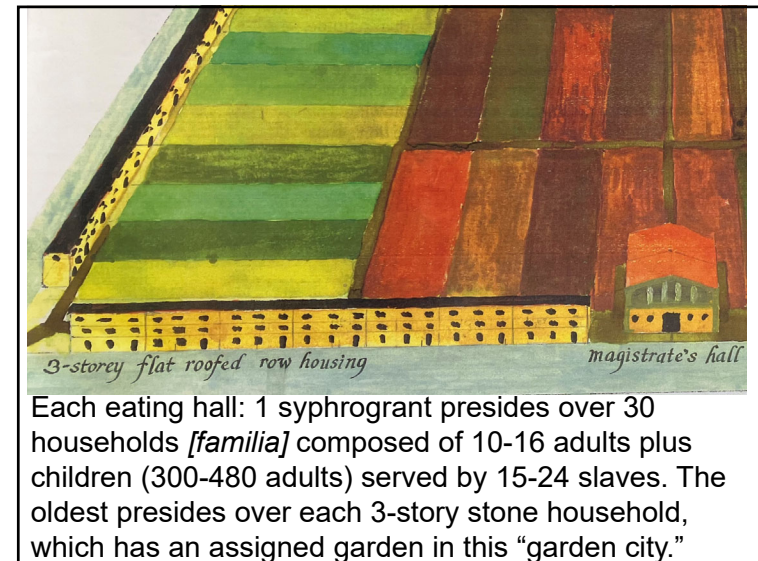 3-storey flat roofed row housing
magistrate's hall
Each eating hall: 1 syphrogrant presides over 30
households [familia] composed of 10-16 adults plus
children (300-480 adults) served by 15-24 slaves. The
oldest presides over each 3-story stone household,
which has an assigned garden in this “garden city.”